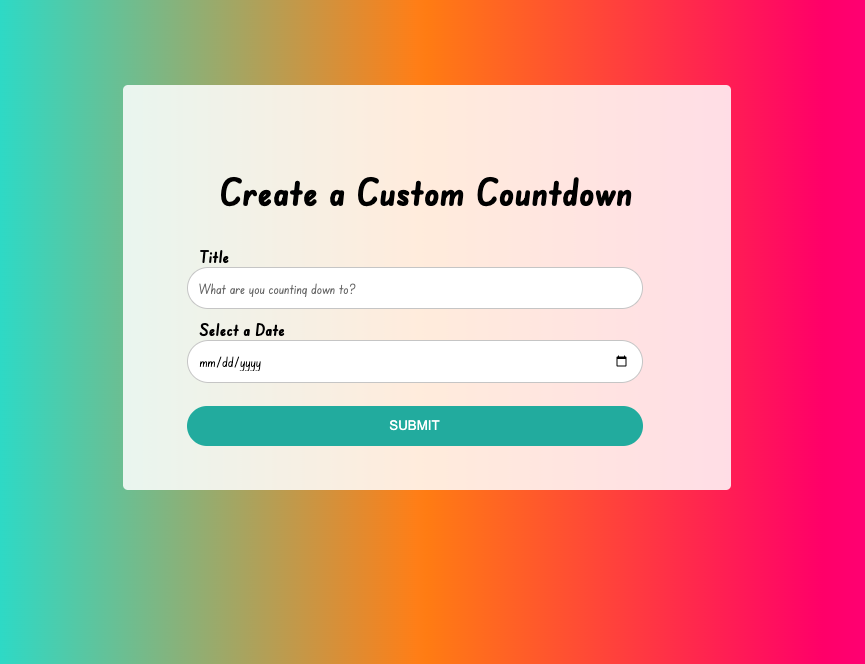 Create a Custom Countdown
Title
What are you counting down to?
Select a Date
mm/dd/yyyy
SUBMIT